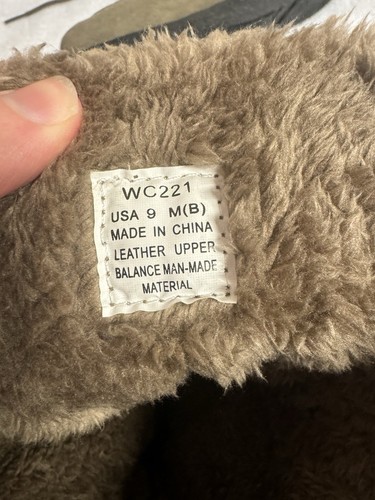 WC221
USA 9 M(B)
MADE IN CHINA
LEATHER UPPER
BALANCE MAN-MADE
MATERIAL